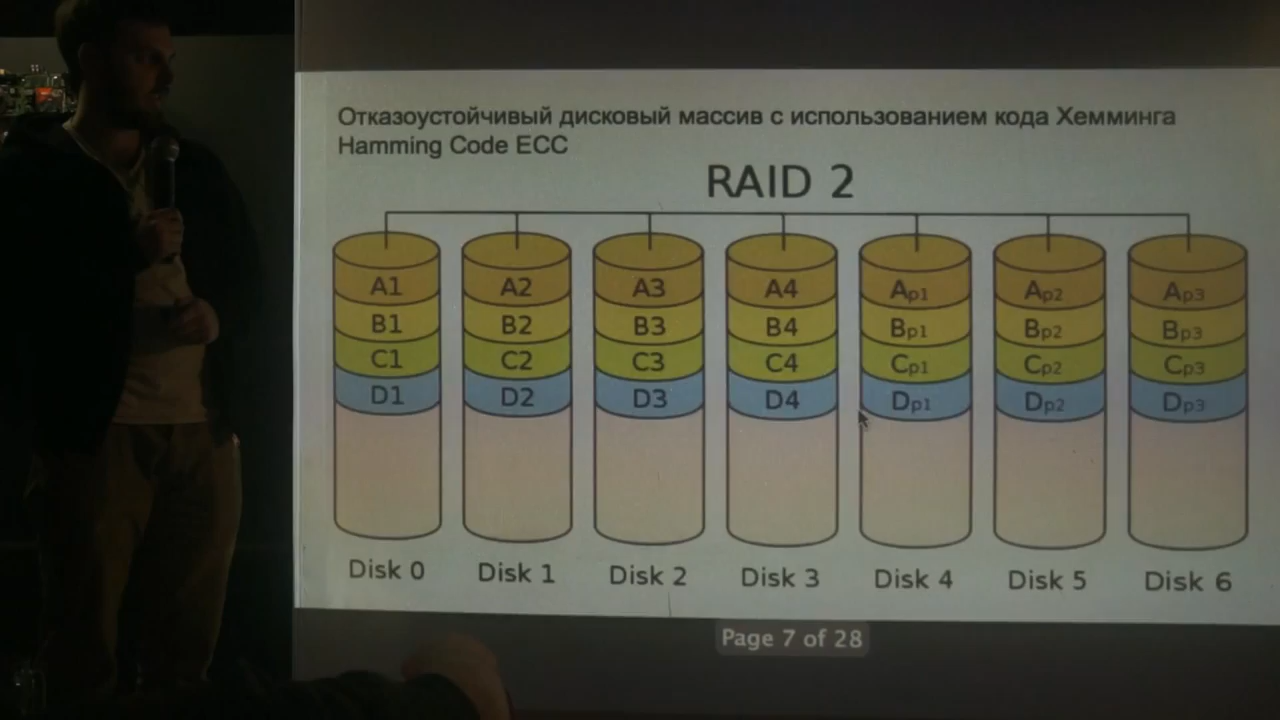 Отказоустойчивый дисковый массив с использованием кода Хемминга
Hamming Code ECC
RAID 2
A1 A2 A3 A4 Ap1 Ap2 Ap3
B1 B2 B3 B4 Bp1 Bp2 Bp3
C1 C2 C3 C4 Cp1 Cp2 Cp3
D1 D2 D3 D4 Dp1 Dp2 Dp3
Disk 0 Disk 1 Disk 2 Disk 3 Disk 4 Disk 5 Disk 6
Page 7 of 28